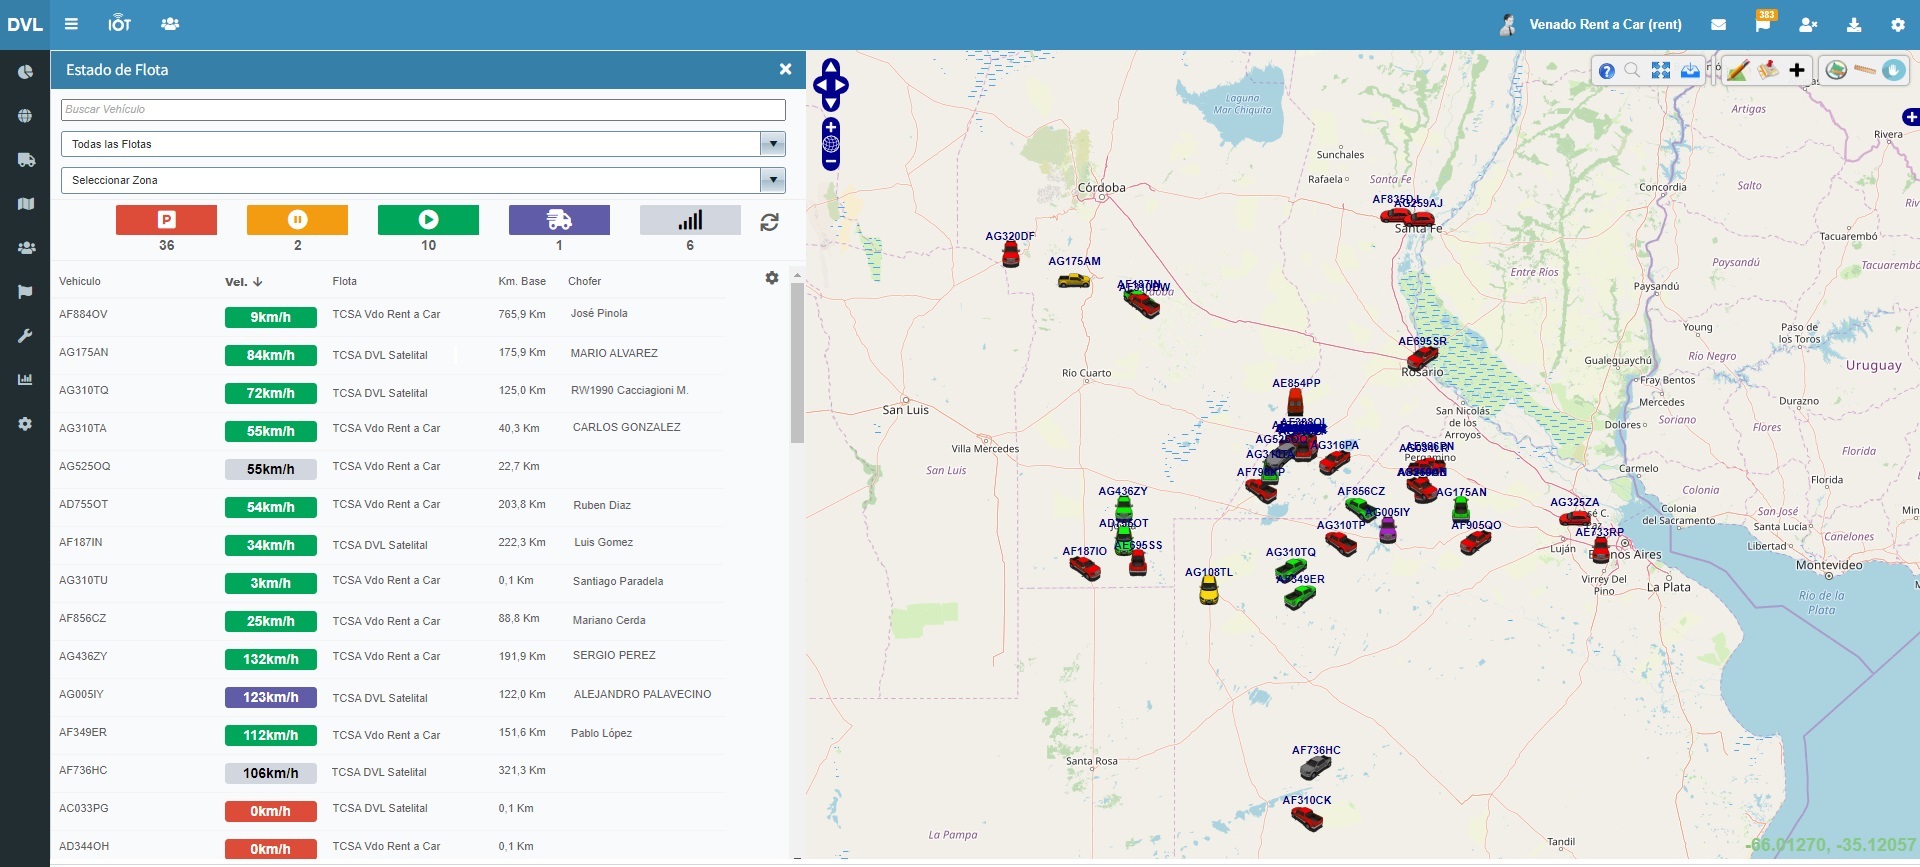 DVL
IOT
Venado Rent a Car (rent)
383
Estado de Flota
Buscar Vehículo
Todas las Flotas
Seleccionar Zona
P
36
2
10
1
6
Vehiculo Vel. Flota Km. Base Chofer
AF884OV 9km/h TCSA Vdo Rent a Car 765,9 Km José Pinola
AG175AN 84km/h TCSA DVL Satelital 175,9 Km MARIO ALVAREZ
AG310TQ 72km/h TCSA DVL Satelital 125,0 Km RW1990 Cacciagioni M.
AG310TA 55km/h TCSA Vdo Rent a Car 40,3 Km CARLOS GONZALEZ
AG525OQ 55km/h TCSA Vdo Rent a Car 22,7 Km
AD755OT 54km/h TCSA Vdo Rent a Car 203,8 Km Ruben Diaz
AF187IN 34km/h TCSA DVL Satelital 222,3 Km Luis Gomez
AG310TU 3km/h TCSA Vdo Rent a Car 0,1 Km Santiago Paradela
AF856CZ 25km/h TCSA Vdo Rent a Car 88,8 Km Mariano Cerda
AG436ZY 132km/h TCSA Vdo Rent a Car 191,9 Km SERGIO PEREZ
AG005IY 123km/h TCSA DVL Satelital 122,0 Km ALEJANDRO PALAVECINO
AF349ER 112km/h TCSA Vdo Rent a Car 151,6 Km Pablo López
AF736HC 106km/h TCSA DVL Satelital 321,3 Km
AC033PG 0km/h TCSA DVL Satelital 0,1 Km
AD344OH 0km/h TCSA Vdo Rent a Car 0,1 Km
Laguna
Mar Chiquita
Artigas
Rivera
Sunchales
Rafaela
Santa Fe
Concordia
Salto
Córdoba
AG259AJ
Santa Fe
Tacuarembó
AG320DF
AG175AM
Entre Ríos
Paysandú
Tacuarembó
Paysandú
Young
Paso de
los Toros
AE695SR
Rosario
Gualeguaychú
Río Negro
Uruguay
Río Cuarto
Fray Bentos
Mercedes
Durazno
AE854PP
San Luis
San Nicolás
de los
Arroyos
Soriano
Dolores
Flores
Villa Mercedes
AG316PA
Pergamino
San Luis
Carmelo
Florida
AG436ZY
AF856CZ
AG175AN
Colonia
AG325ZA
Colonia
del Sacramento
San José
Santa Lucía
AG005IY
AG310TP
AF905QO
AE733RP
Canelones
AE695SS
AF187IO
AG310TQ
Luján
Buenos Aires
Libertad
Montevideo
AG108TL
AF349ER
Virrey Del
Pino
La Plata
Río de la
Plata
AF736HC
Santa Rosa
AF310CK
La Pampa
Tandil
-66.01270, -35.12057